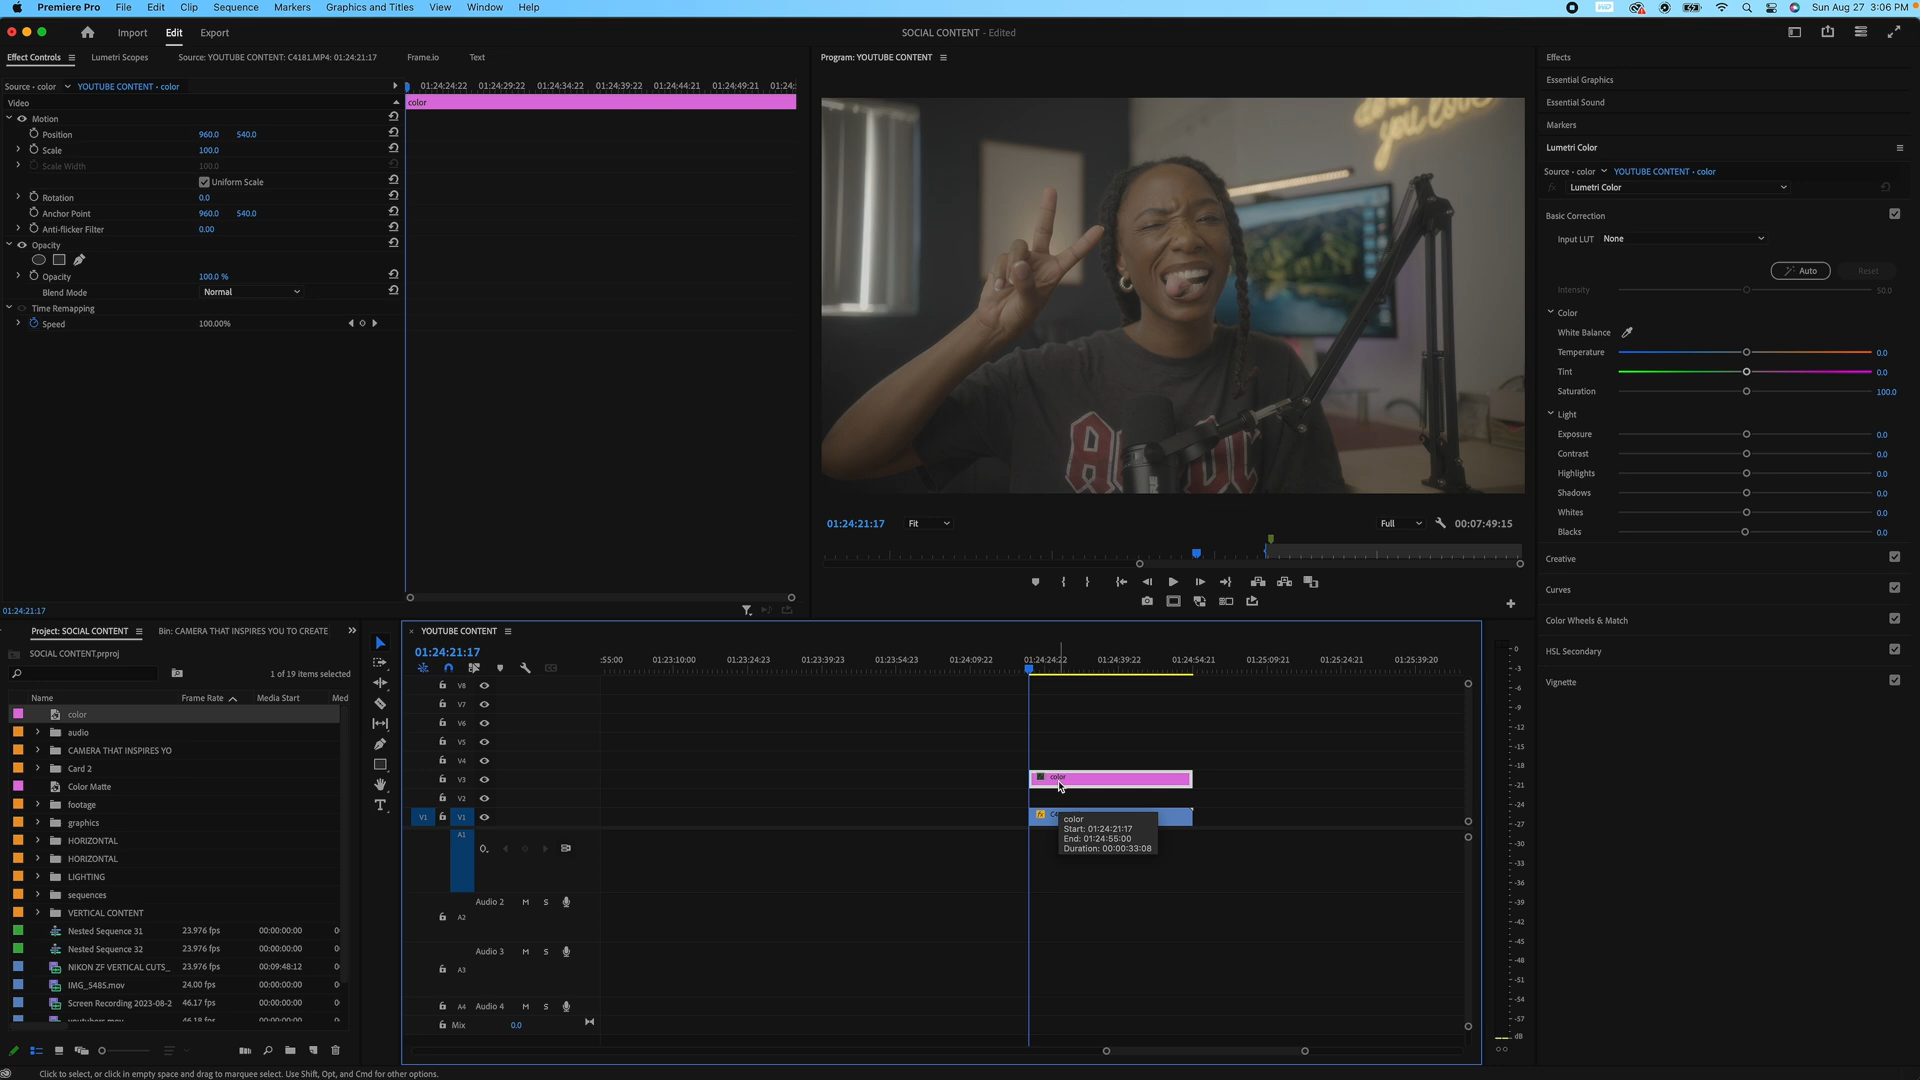 Premiere Pro File Edit Clip Sequence Markers Graphics and Titles View Window Help Sun Aug 27 3:06 PM
Import Edit Export SOCIAL CONTENT - Edited
Effect Controls Lumetri Scopes Source: YOUTUBE CONTENT: C4181.MP4: 01:24:21:17 Frame.io Text
Source • color YOUTUBE CONTENT • color
01:24:24:22 01:24:29:22 01:24:34:22 01:24:39:22 01:24:44:21 01:24:49:21 01:24:
Video
color
Motion
Position 960.0 540.0
Scale 100.0
Scale Width 100.0
Uniform Scale
Rotation 0.0
Anchor Point 960.0 540.0
Anti-flicker Filter 0.00
Opacity
Opacity 100.0 %
Blend Mode Normal
Time Remapping
Speed 100.00%
01:24:21:17
Program: YOUTUBE CONTENT
you love
01:24:21:17 Fit Full 00:07:49:15
Effects
Essential Graphics
Essential Sound
Markers
Lumetri Color
Source • color YOUTUBE CONTENT • color
fx Lumetri Color
Basic Correction
Input LUT None
Auto Reset
Intensity 50.0
Color
White Balance
Temperature 0.0
Tint 0.0
Saturation 100.0
Light
Exposure 0.0
Contrast 0.0
Highlights 0.0
Shadows 0.0
Whites 0.0
Blacks 0.0
Creative
Curves
Color Wheels & Match
HSL Secondary
Vignette
Project: SOCIAL CONTENT Bin: CAMERA THAT INSPIRES YOU TO CREATE
SOCIAL CONTENT.prproj
1 of 19 items selected
Name Frame Rate Media Start Med
color
audio
CAMERA THAT INSPIRES YO
Card 2
Color Matte
footage
graphics
HORIZONTAL
HORIZONTAL
LIGHTING
sequences
VERTICAL CONTENT
Nested Sequence 31 23.976 fps 00:00:00:00 0
Nested Sequence 32 23.976 fps 00:00:00:00 0
NIKON ZF VERTICAL CUTS_ 23.976 fps 00:09:48:12 0
IMG_5485.mov 24.00 fps 00:00:00:00 0
Screen Recording 2023-08-2 46.17 fps 00:00:00:00 0
YOUTUBE CONTENT
01:24:21:17
:55:00 01:23:10:00 01:23:24:23 01:23:39:23 01:23:54:23 01:24:09:22 01:24:24:22 01:24:39:22 01:24:54:21 01:25:09:21 01:25:24:21 01:25:39:20
V8
V7
V6
V5
V4
V3 color
V2
V1 V1 fx
color
Start: 01:24:21:17
End: 01:24:55:00
Duration: 00:00:33:08
A1
Audio 2 M S
A2
Audio 3 M S
A3
A4 Audio 4 M S
Mix 0.0
0
-3
-6
-9
-12
-15
-18
-21
-24
-27
-30
-33
-36
-39
-42
-45
-48
-51
-54
-57
dB
Click to select, or click in empty space and drag to marquee select. Use Shift, Opt, and Cmd for other options.